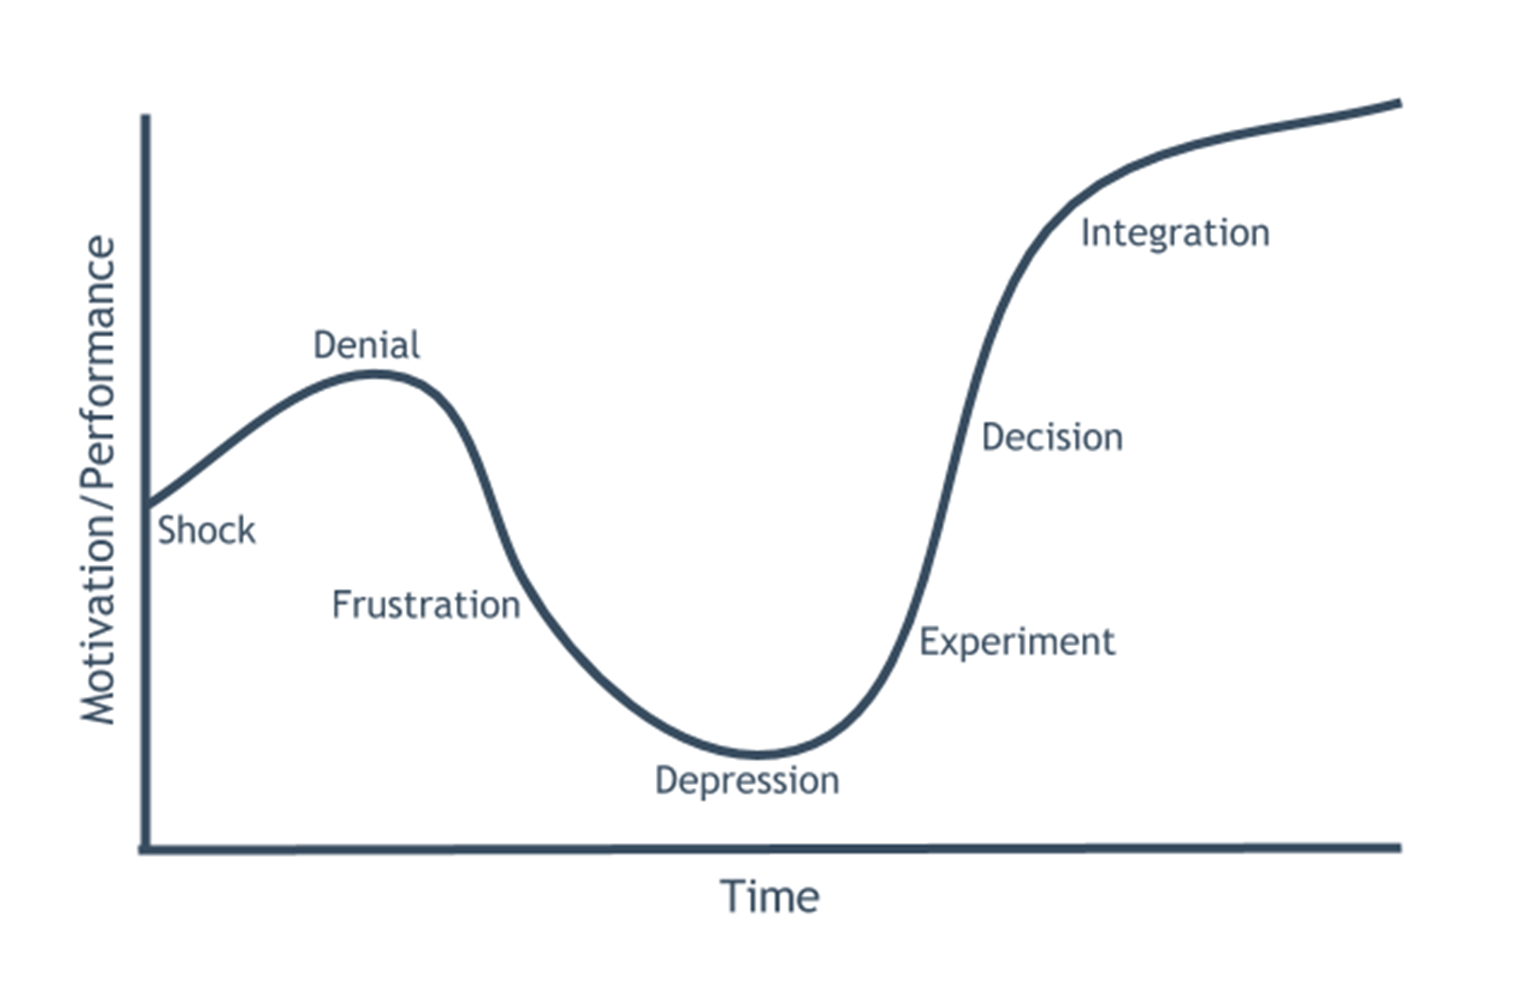 Motivation/Performance
Denial
Shock
Frustration
Depression
Experiment
Decision
Integration
Time